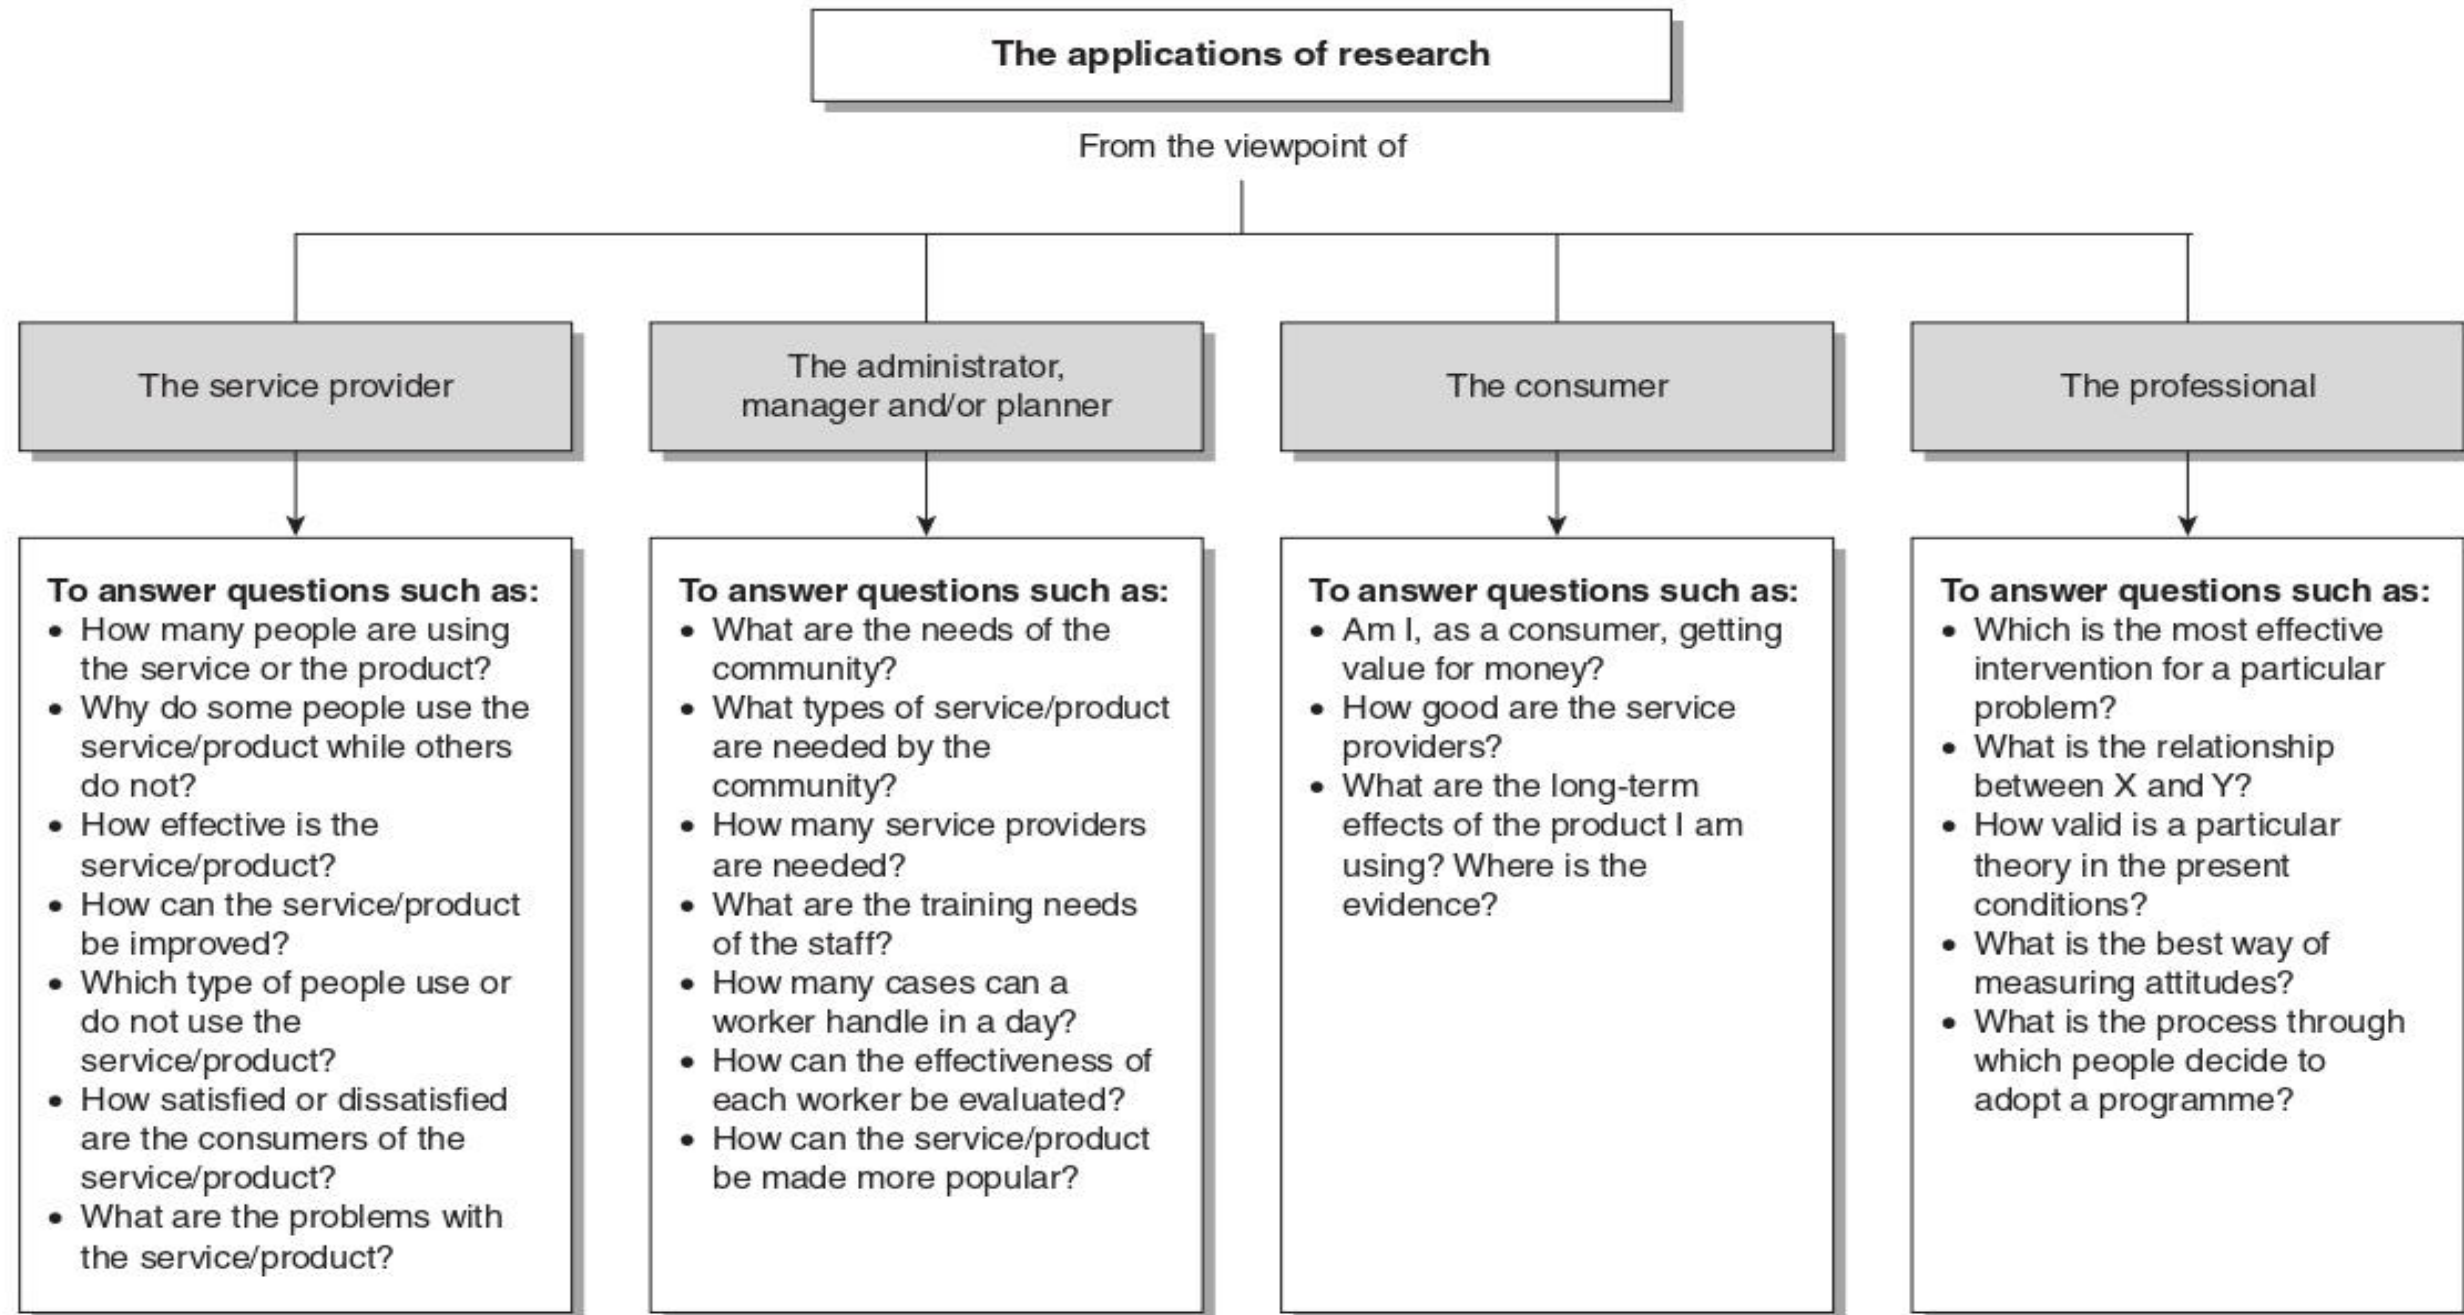 The applications of research
From the viewpoint of
The service provider
The administrator,
manager and/or planner
The consumer
The professional
To answer questions such as:
• How many people are using
the service or the product?
• Why do some people use the
service/product while others
do not?
• How effective is the
service/product?
• How can the service/product
be improved?
• Which type of people use or
do not use the
service/product?
• How satisfied or dissatisfied
are the consumers of the
service/product?
• What are the problems with
the service/product?
To answer questions such as:
• What are the needs of the
community?
• What types of service/product
are needed by the
community?
• How many service providers
are needed?
• What are the training needs
of the staff?
• How many cases can a
worker handle in a day?
• How can the effectiveness of
each worker be evaluated?
• How can the service/product
be made more popular?
To answer questions such as:
• Am I, as a consumer, getting
value for money?
• How good are the service
providers?
• What are the long-term
effects of the product I am
using? Where is the
evidence?
To answer questions such as:
• Which is the most effective
intervention for a particular
problem?
• What is the relationship
between X and Y?
• How valid is a particular
theory in the present
conditions?
• What is the best way of
measuring attitudes?
• What is the process through
which people decide to
adopt a programme?